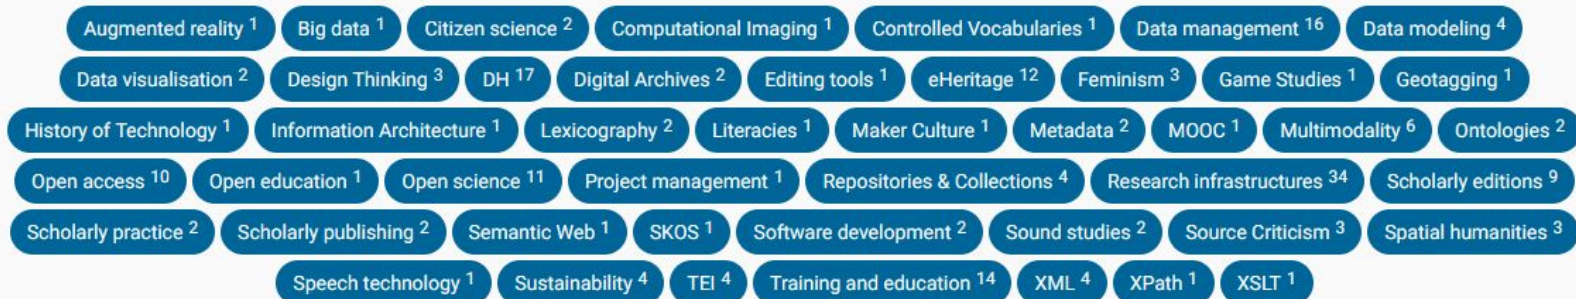 Augmented reality 1 Big data 1 Citizen science 2 Computational Imaging 1 Controlled Vocabularies 1 Data management 16 Data modeling 4
Data visualisation 2 Design Thinking 3 DH 17 Digital Archives 2 Editing tools 1 eHeritage 12 Feminism 3 Game Studies 1 Geotagging 1
History of Technology 1 Information Architecture 1 Lexicography 2 Literacies 1 Maker Culture 1 Metadata 2 MOOC 1 Multimodality 6 Ontologies 2
Open access 10 Open education 1 Open science 11 Project management 1 Repositories & Collections 4 Research infrastructures 34 Scholarly editions 9
Scholarly practice 2 Scholarly publishing 2 Semantic Web 1 SKOS 1 Software development 2 Sound studies 2 Source Criticism 3 Spatial humanities 3
Speech technology 1 Sustainability 4 TEI 4 Training and education 14 XML 4 XPath 1 XSLT 1